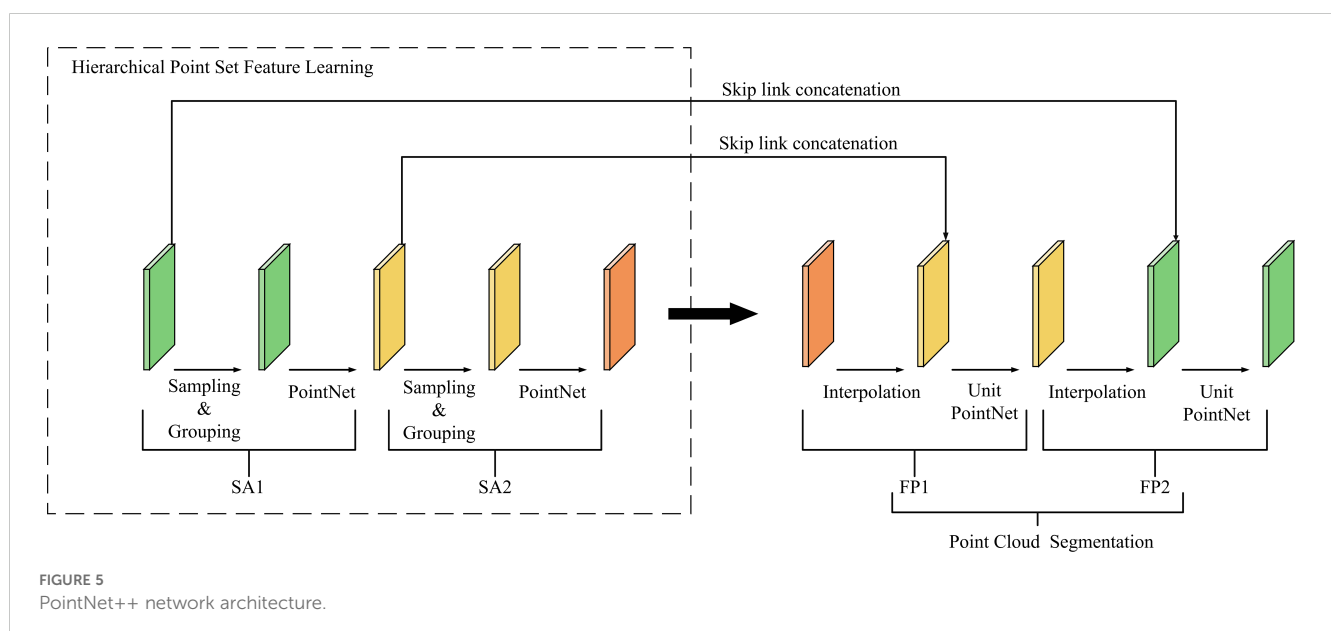 Hierarchical Point Set Feature Learning
Skip link concatenation
Skip link concatenation
Sampling
&
Grouping
PointNet
Sampling
&
Grouping
PointNet
Interpolation
Unit
PointNet
Interpolation
Unit
PointNet
SA1
SA2
FP1
FP2
Point Cloud Segmentation
FIGURE 5
PointNet++ network architecture.